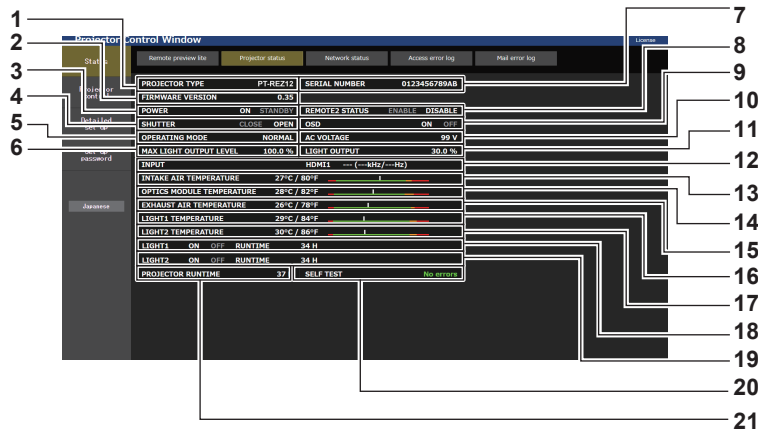 Projector Control Window
License
Status
Remote preview lite
Projector status
Network status
Access error log
Mail error log
Projector control
Detailed set up
Set up password
Japanese
PROJECTOR TYPE PT-REZ12 SERIAL NUMBER 0123456789AB
FIRMWARE VERSION 0.35
POWER ON STANDBY REMOTE2 STATUS ENABLE DISABLE
SHUTTER CLOSE OPEN OSD ON OFF
OPERATING MODE NORMAL AC VOLTAGE 99 V
MAX LIGHT OUTPUT LEVEL 100.0 % LIGHT OUTPUT 30.0 %
INPUT HDMI1 --- (---kHz/---Hz)
INTAKE AIR TEMPERATURE 27°C / 80°F
OPTICS MODULE TEMPERATURE 28°C / 82°F
EXHAUST AIR TEMPERATURE 26°C / 78°F
LIGHT1 TEMPERATURE 29°C / 84°F
LIGHT2 TEMPERATURE 30°C / 86°F
LIGHT1 ON OFF RUNTIME 34 H
LIGHT2 ON OFF RUNTIME 34 H
PROJECTOR RUNTIME 37 SELF TEST No errors
1
2
3
4
5
6
7
8
9
10
11
12
13
14
15
16
17
18
19
20
21